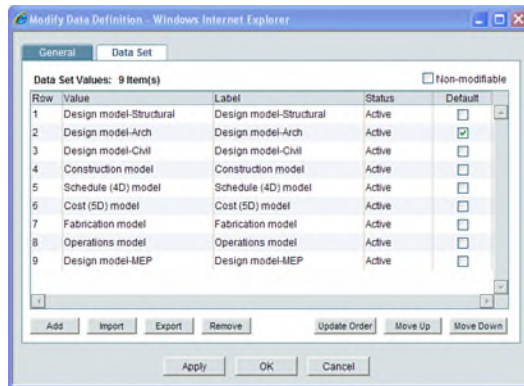 Modify Data Definition - Windows Internet Explorer
General Data Set
Data Set Values: 9 Item(s) Non-modifiable
Row Value Label Status Default
1 Design model-Structural Design model-Structural Active
2 Design model-Arch Design model-Arch Active
3 Design model-Civil Design model-Civil Active
4 Construction model Construction model Active
5 Schedule (4D) model Schedule (4D) model Active
6 Cost (5D) model Cost (5D) model Active
7 Fabrication model Fabrication model Active
8 Operations model Operations model Active
9 Design model-MEP Design model-MEP Active
Add Import Export Remove Update Order Move Up Move Down
Apply OK Cancel